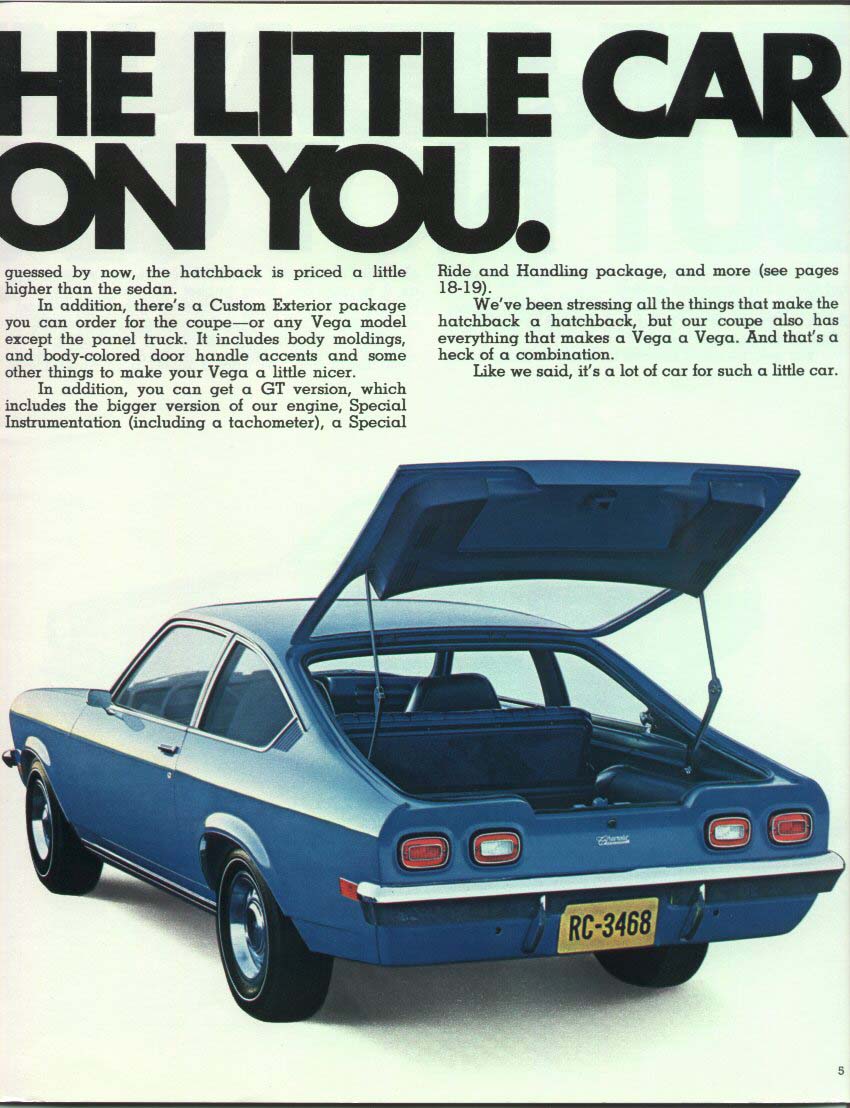 HE LITTLE CAR
ON YOU.
guessed by now, the hatchback is priced a little
higher than the sedan.
In addition, there's a Custom Exterior package
you can order for the coupe—or any Vega model
except the panel truck. It includes body moldings,
and body-colored door handle accents and some
other things to make your Vega a little nicer.
In addition, you can get a GT version, which
includes the bigger version of our engine, Special
Instrumentation (including a tachometer), a Special
Ride and Handling package, and more (see pages
18-19).
We've been stressing all the things that make the
hatchback a hatchback, but our coupe also has
everything that makes a Vega a Vega. And that's a
heck of a combination.
Like we said, it's a lot of car for such a little car.
Chevrolet
RC-3468
5